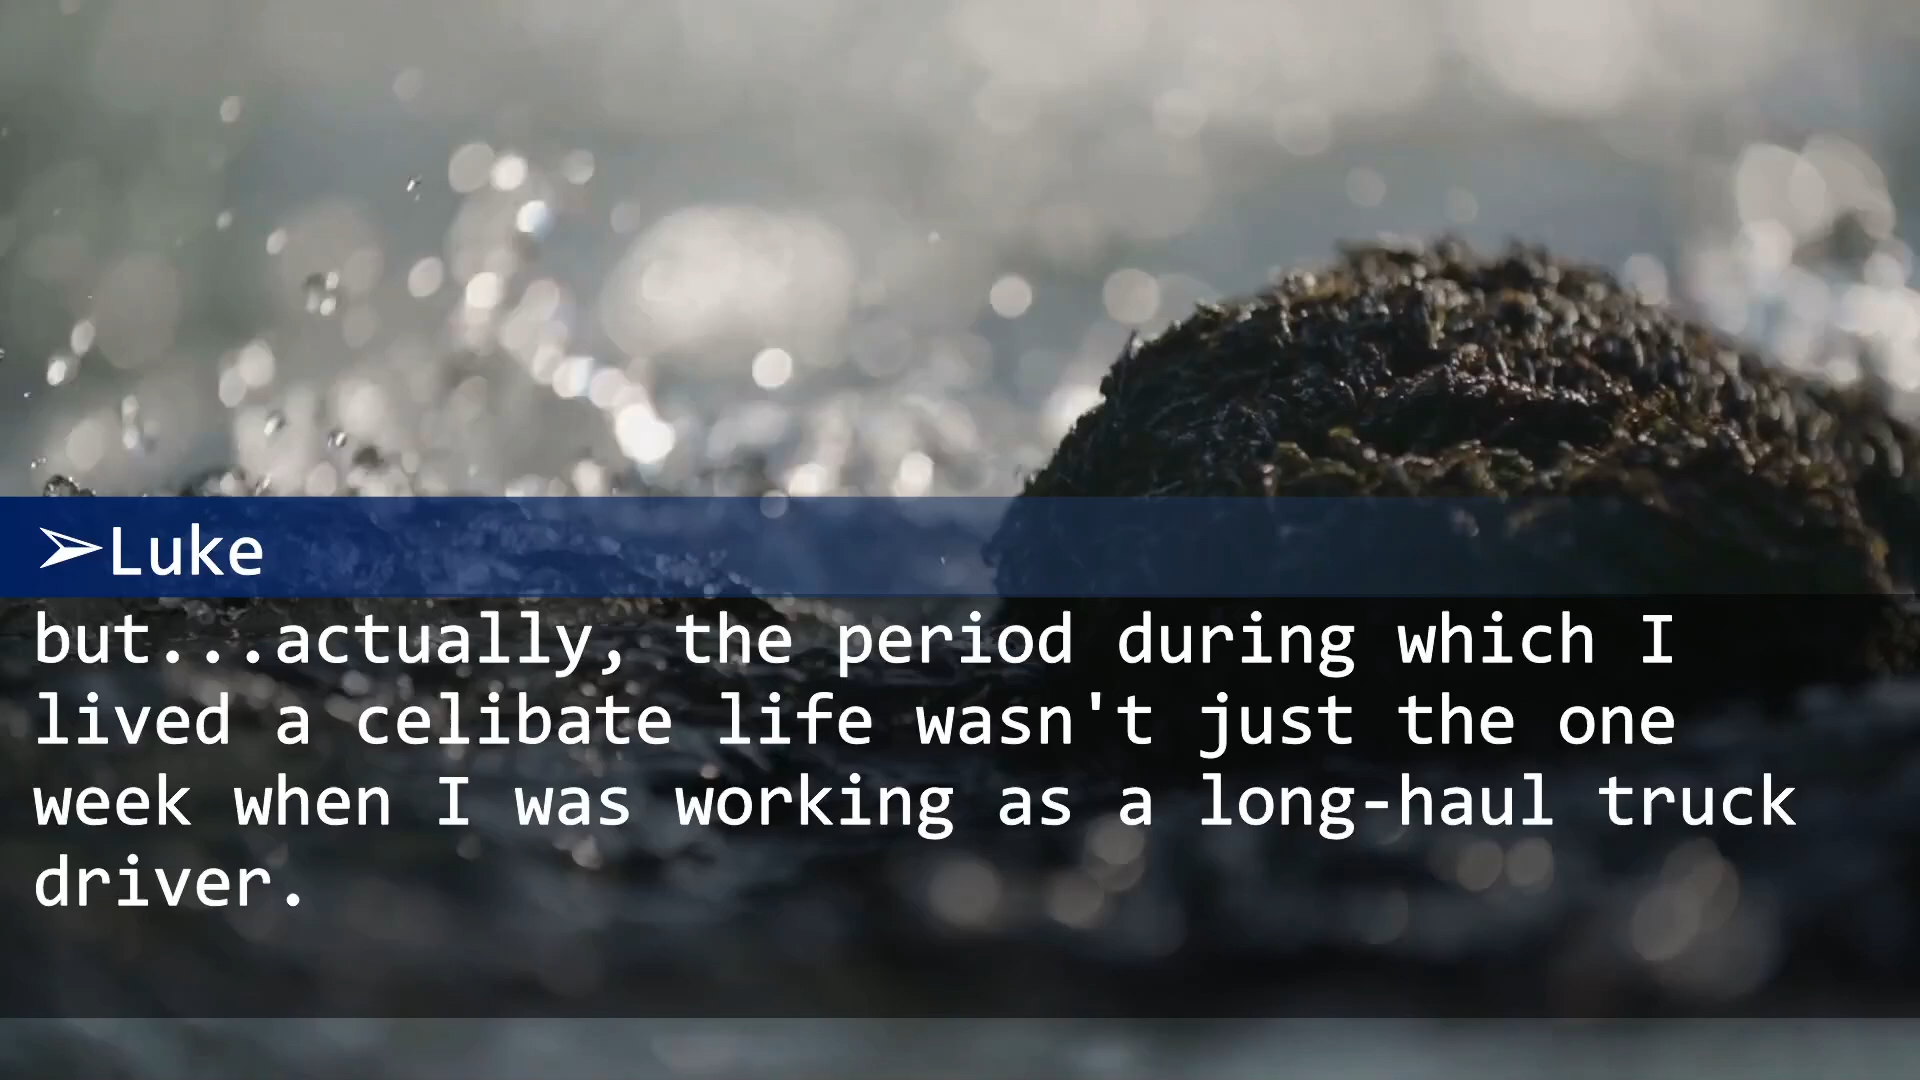 ➢Luke
but...actually, the period during which I
lived a celibate life wasn't just the one
week when I was working as a long-haul truck
driver.